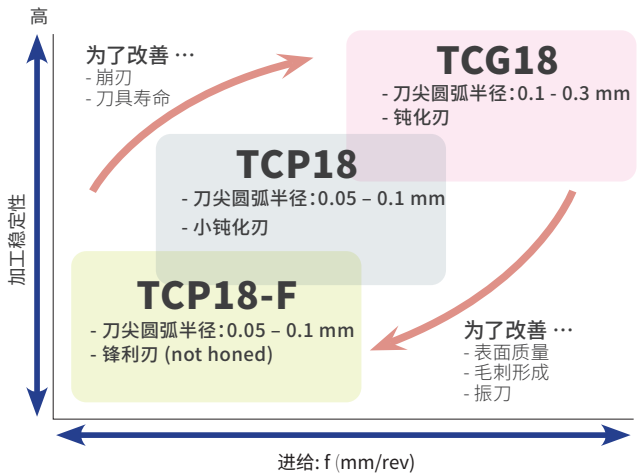 高
为了改善 …
- 崩刃
- 刀具寿命
TCG18
- 刀尖圆弧半径：0.1 - 0.3 mm
- 钝化刃
TCP18
- 刀尖圆弧半径：0.05 – 0.1 mm
- 小钝化刃
加工稳定性
TCP18-F
- 刀尖圆弧半径：0.05 – 0.1 mm
- 锋利刃 (not honed)
为了改善 …
- 表面质量
- 毛刺形成
- 振刀
进给: f (mm/rev)